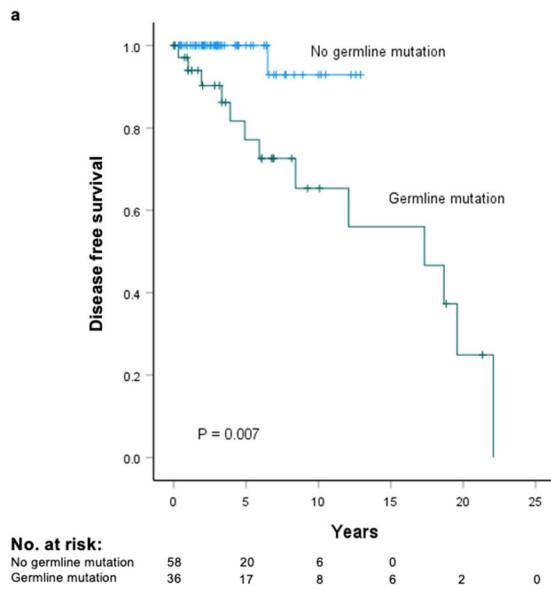 a
1.0
No germline mutation
0.8
0.6
Germline mutation
0.4
0.2
P = 0.007
0.0
Disease free survival
0 5 10 15 20 25
Years
No. at risk:
No germline mutation 58 20 6 0
Germline mutation 36 17 8 6 2 0